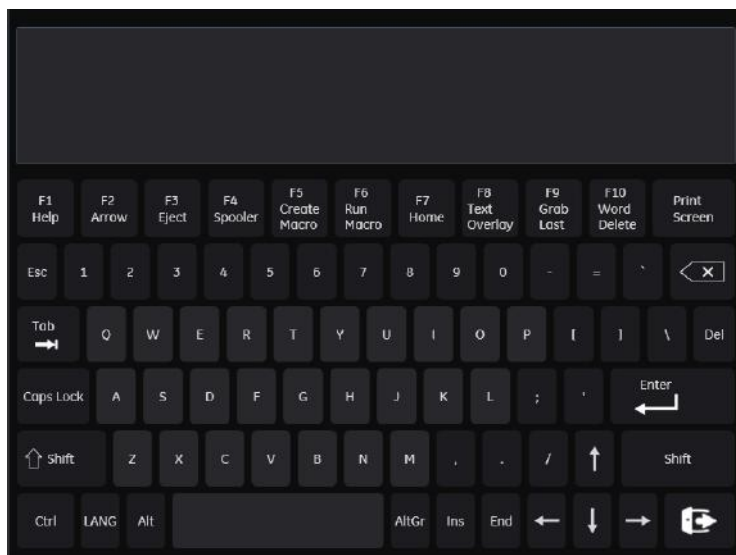 F1 Help F2 Arrow F3 Eject F4 Spooler F5 Create Macro F6 Run Macro F7 Home F8 Text Overlay F9 Grab Last F10 Word Delete Print Screen
Esc 1 2 3 4 5 6 7 8 9 0 - = `
Tab Q W E R T Y U I O P [ ] \ Del
Caps Lock A S D F G H J K L ; ' Enter
Shift Z X C V B N M , . / Shift
Ctrl LANG Alt AltGr Ins End